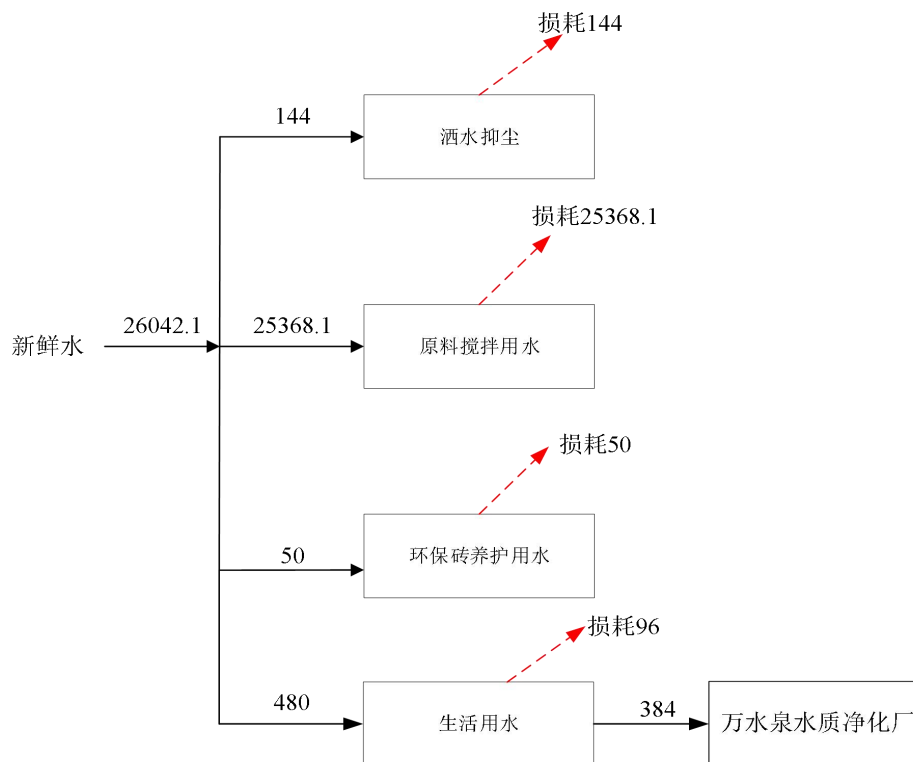 损耗144
144
洒水抑尘
损耗25368.1
新鲜水
26042.1
25368.1
原料搅拌用水
损耗50
50
环保砖养护用水
损耗96
480
生活用水
384
万水泉水质净化厂